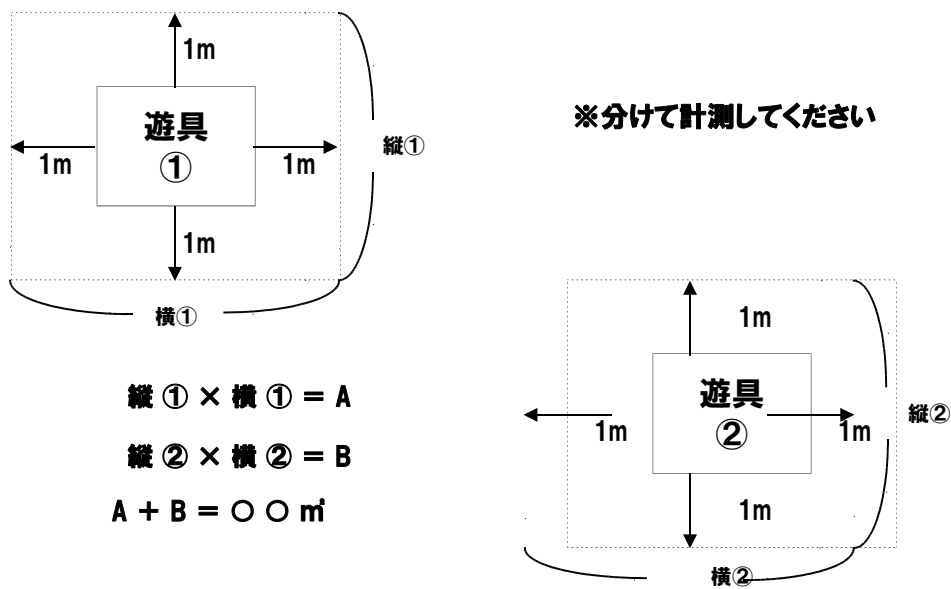 1m
遊具
①
1m
1m
1m
縦①
横①
※分けて計測してください
縦 ① × 横 ① = A
縦 ② × 横 ② = B
A + B = ○ ○ ㎡
1m
遊具
②
1m
1m
1m
縦②
横②